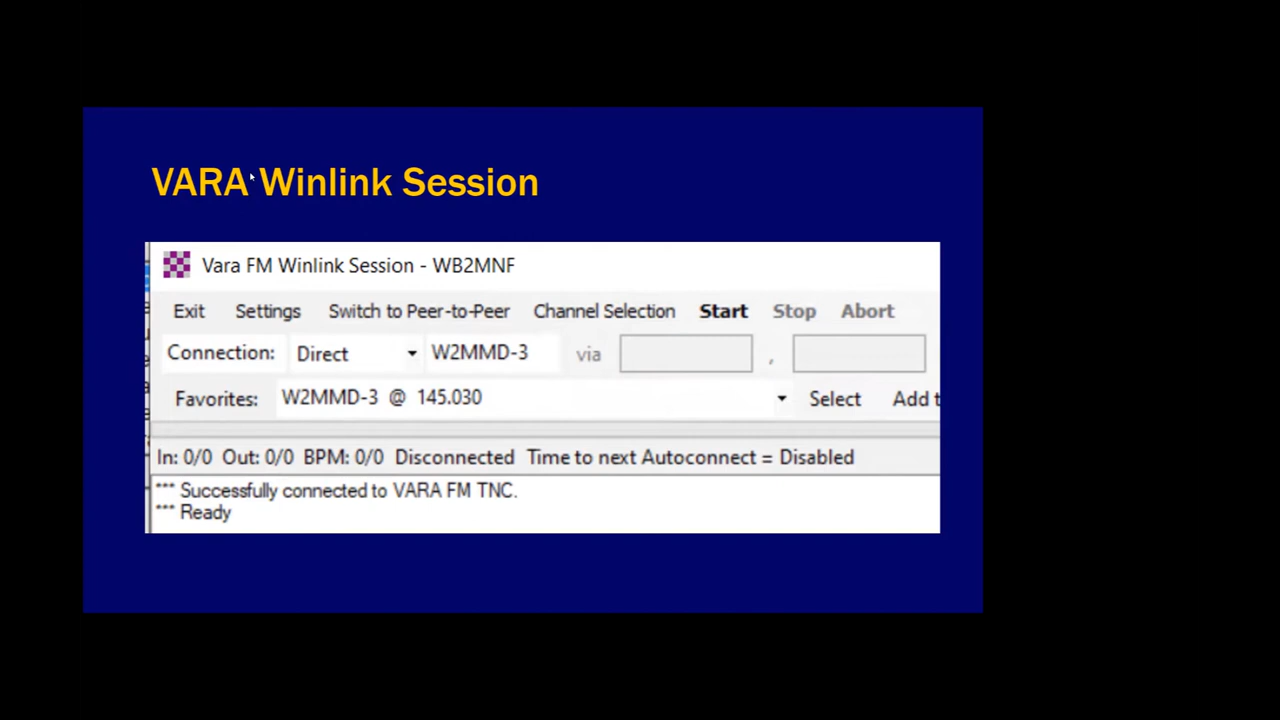 VARA Winlink Session
Vara FM Winlink Session - WB2MNF
Exit Settings Switch to Peer-to-Peer Channel Selection Start Stop Abort
Connection: Direct W2MMD-3 via ,
Favorites: W2MMD-3 @ 145.030 Select Add t
In: 0/0 Out: 0/0 BPM: 0/0 Disconnected Time to next Autoconnect = Disabled
*** Successfully connected to VARA FM TNC.
*** Ready